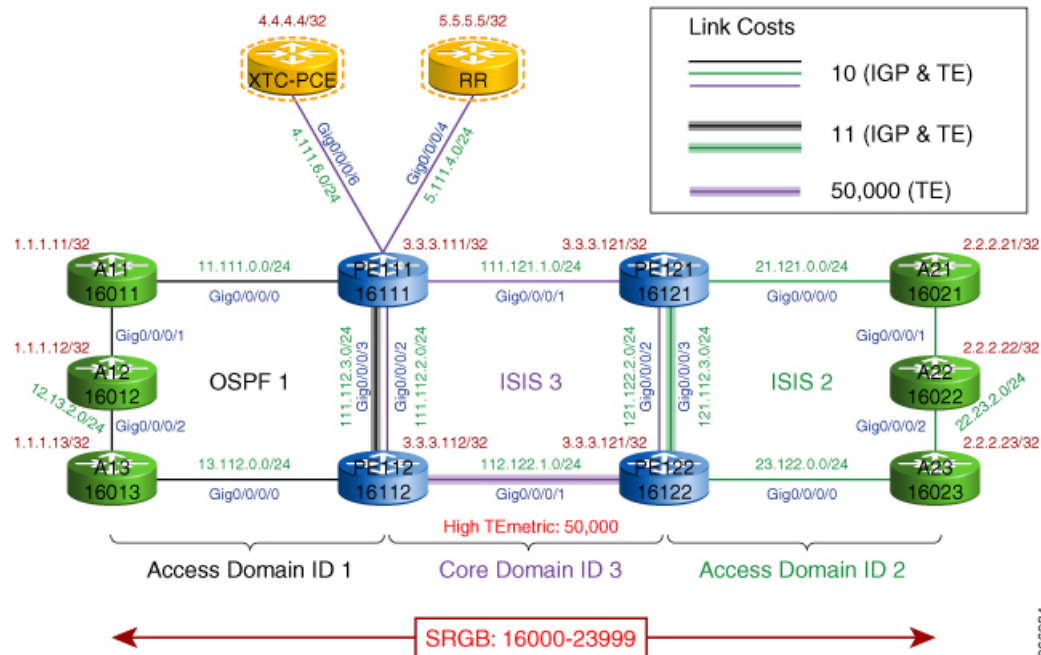 4.4.4.4/32
5.5.5.5/32
XTC-PCE
RR
Gig0/0/0/6
4.111.6.0/24
Gig0/0/0/4
5.111.4.0/24
Link Costs
10 (IGP & TE)
11 (IGP & TE)
50,000 (TE)
1.1.1.11/32
A11
16011
11.111.0.0/24
Gig0/0/0/0
3.3.3.111/32
PE111
16111
111.121.1.0/24
Gig0/0/0/1
3.3.3.121/32
PE121
16121
21.121.0.0/24
Gig0/0/0/0
2.2.2.21/32
A21
16021
Gig0/0/0/1
1.1.1.12/32
A12
16012
12.13.2.0/24
Gig0/0/0/2
OSPF 1
111.112.3.0/24
Gig0/0/0/3
Gig0/0/0/2
111.112.2.0/24
ISIS 3
121.122.2.0/24
Gig0/0/0/2
Gig0/0/0/3
121.112.3.0/24
ISIS 2
Gig0/0/0/1
2.2.2.22/32
A22
16022
22.23.2.0/24
Gig0/0/0/2
1.1.1.13/32
A13
16013
13.112.0.0/24
Gig0/0/0/0
3.3.3.112/32
PE112
16112
112.122.1.0/24
Gig0/0/0/1
3.3.3.121/32
PE122
16122
23.122.0.0/24
Gig0/0/0/0
2.2.2.23/32
A23
16023
High TEmetric: 50,000
Access Domain ID 1
Core Domain ID 3
Access Domain ID 2
SRGB: 16000-23999